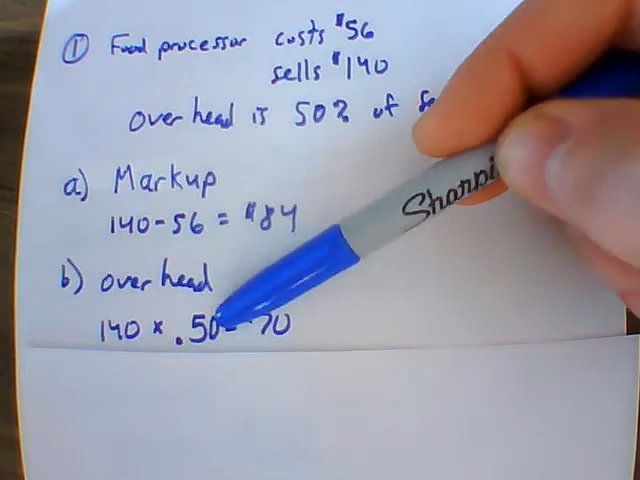 ① Food processor costs $56
sells $140
over head is 50% of
a) Markup
140-56 = $84
b) over head
140 x .50= 70
Sharpi